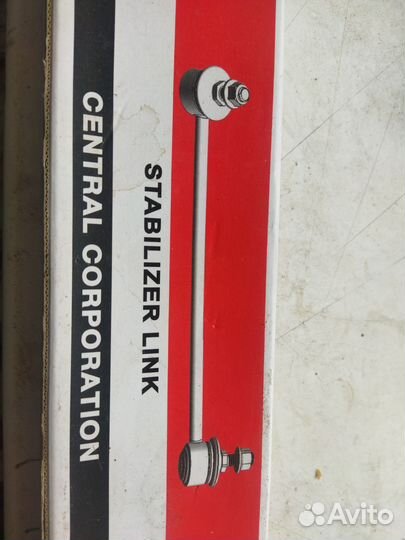 STABILIZER LINK
CENTRAL CORPORATION
Avito